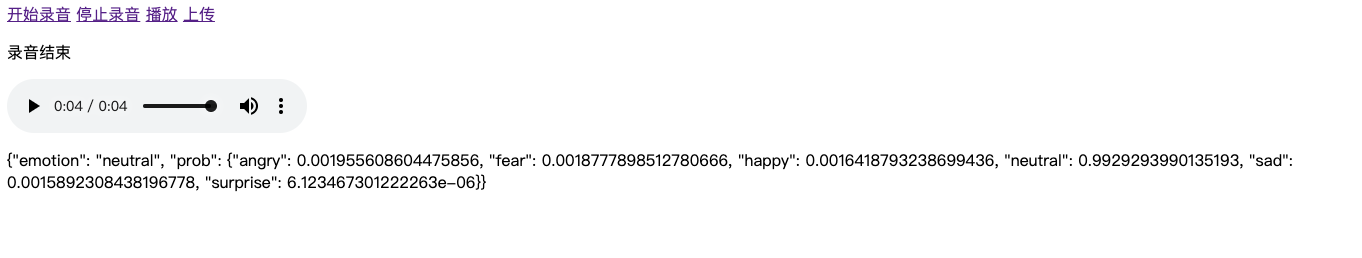 开始录音 停止录音 播放 上传
录音结束
0:04 / 0:04
{"emotion": "neutral", "prob": {"angry": 0.001955608604475856, "fear": 0.0018777898512780666, "happy": 0.0016418793238699436, "neutral": 0.9929293990135193, "sad":
0.0015892308438196778, "surprise": 6.123467301222263e-06}}